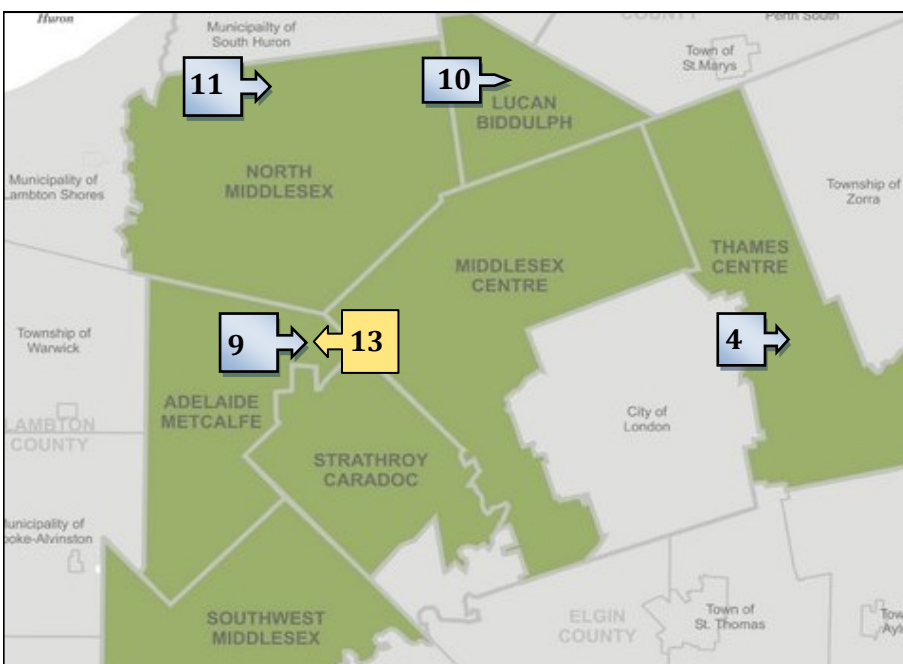 Huron
Municipailty of
South Huron
COUNTY
Perth South
Town of
St.Marys
11
10
LUCAN
BIDDULPH
NORTH
MIDDLESEX
Municipality of
Lambton Shores
Township of
Zorra
THAMES
CENTRE
MIDDLESEX
CENTRE
Township of
Warwick
9
13
4
ADELAIDE
METCALFE
LAMBTON
COUNTY
City of
London
STRATHROY
CARADOC
unicipality of
ooke-Alvinston
SOUTHWEST
MIDDLESEX
ELGIN
COUNTY
Town of
St. Thomas
Tow
Ayl